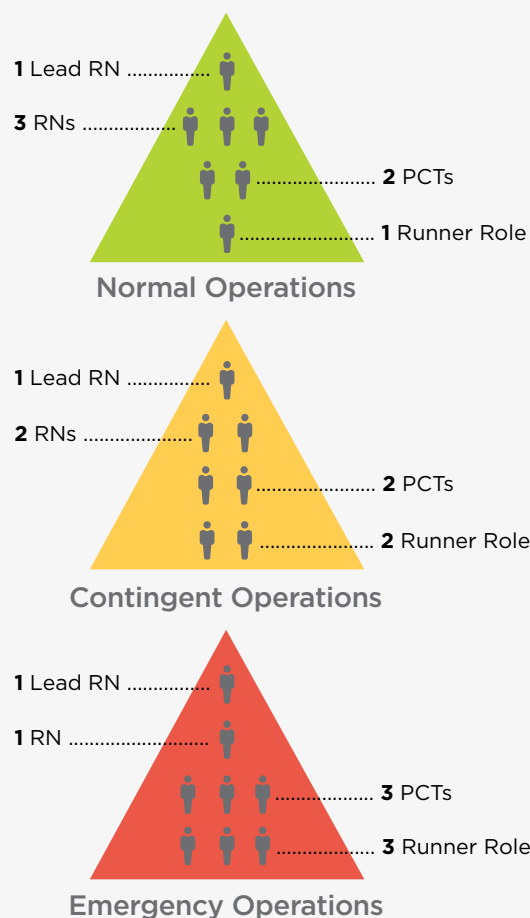 1 Lead RN ................
3 RNs ...................
........................ 2 PCTs
........................... 1 Runner Role
Normal Operations
1 Lead RN ................
2 RNs ......................
........................ 2 PCTs
....................... 2 Runner Role
Contingent Operations
1 Lead RN ...............
1 RN .......................
..................... 3 PCTs
..................... 3 Runner Role
Emergency Operations